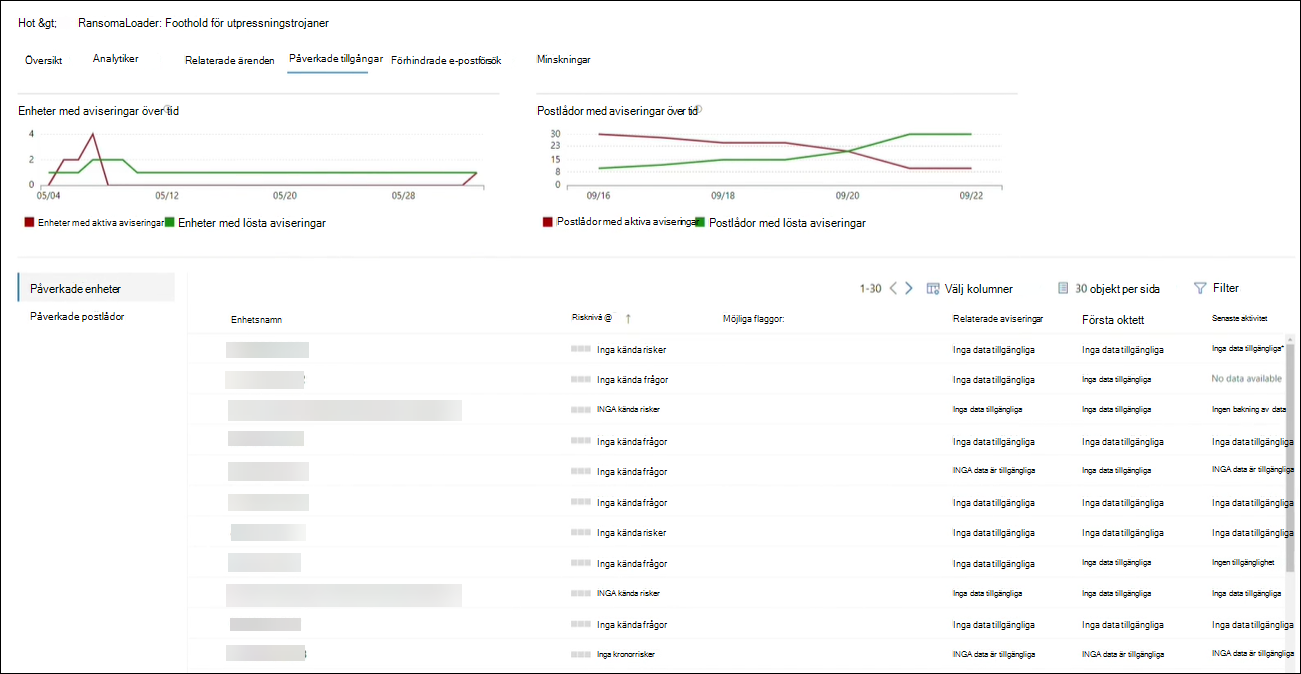 Hot &gt; RansomaLoader: Foothold för utpressningstrojaner
Översikt Analytiker Relaterade ärenden Påverkade tillgångar Förhindrade e-postförsök Minskningar
Enheter med aviseringar över tid
4
2
0
05/04 05/12 05/20 05/28
Enheter med aktiva aviseringar Enheter med lösta aviseringar
Postlådor med aviseringar över tid
30
23
15
8
0
09/16 09/18 09/20 09/22
Postlådor med aktiva aviseringar Postlådor med lösta aviseringar
Påverkade enheter
Påverkade postlådor
1-30 Välj kolumner 30 objekt per sida Filter
Enhetsnamn Risknivå @ ↑ Möjliga flaggor: Relaterade aviseringar Första oktett Senaste aktivitet
Inga kända risker Inga data tillgängliga Inga data tillgängliga Inga data tillgängliga"
Inga kända frågor Inga data tillgängliga Inga data tillgängliga No data available
INGA kända risker Inga data tillgängliga Inga data tillgängliga Ingen bakning av data
Inga kända frågor Inga data tillgängliga Inga data tillgängliga Inga data tillgängliga
Inga kända frågor INGA data är tillgängliga Inga data tillgängliga INGA data är tillgängliga
Inga kända frågor Inga data tillgängliga Inga data tillgängliga Inga data tillgängliga
Inga kända risker Inga data tillgängliga Inga data tillgängliga Inga data tillgängliga
Inga kända frågor Inga data tillgängliga Inga data tillgängliga Ingen tillgänglighet
INGA kända risker Inga data tillgängliga Inga data tillgängliga Inga data tillgängliga
Inga kända frågor Inga data tillgängliga Inga data tillgängliga Inga data tillgängliga
Inga kronorrisker INGA data är tillgängliga INGA data är tillgängliga INGA data är tillgängliga